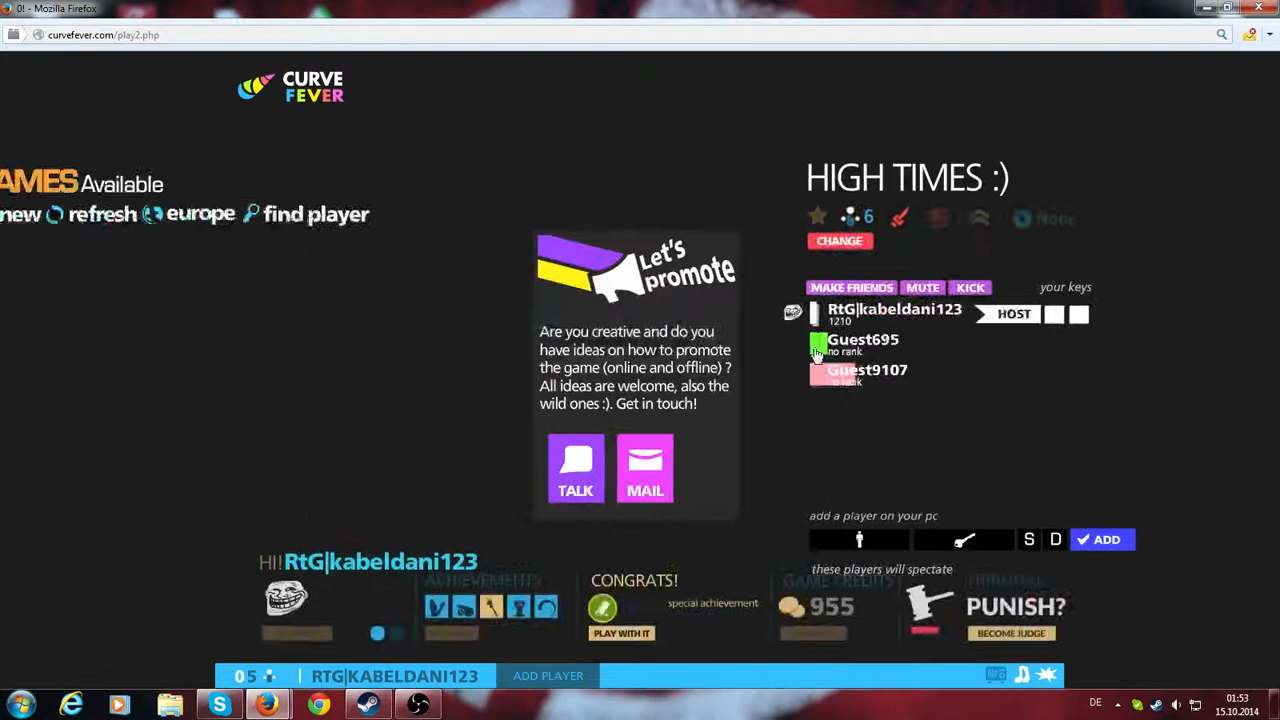 0! - Mozilla Firefox
curvefever.com/play2.php
CURVE
FEVER
AMES Available
new refresh europe find player
Let's
promote
Are you creative and do you
have ideas on how to promote
the game (online and offline) ?
All ideas are welcome, also the
wild ones :). Get in touch!
TALK
MAIL
HIGH TIMES :)
6
CHANGE
MAKE FRIENDS MUTE KICK your keys
RtG|kabeldani123
1210
HOST
Guest695
no rank
Guest9107
no rank
add a player on your pc
S D ADD
these players will spectate
HI! RtG|kabeldani123
ACHIEVEMENTS
CONGRATS!
special achievement
PLAY WITH IT
GAME CREDITS
955
PUNISH?
BECOME JUDGE
05 RTG|KABELDANI123 ADD PLAYER
DE
01:53
15.10.2014